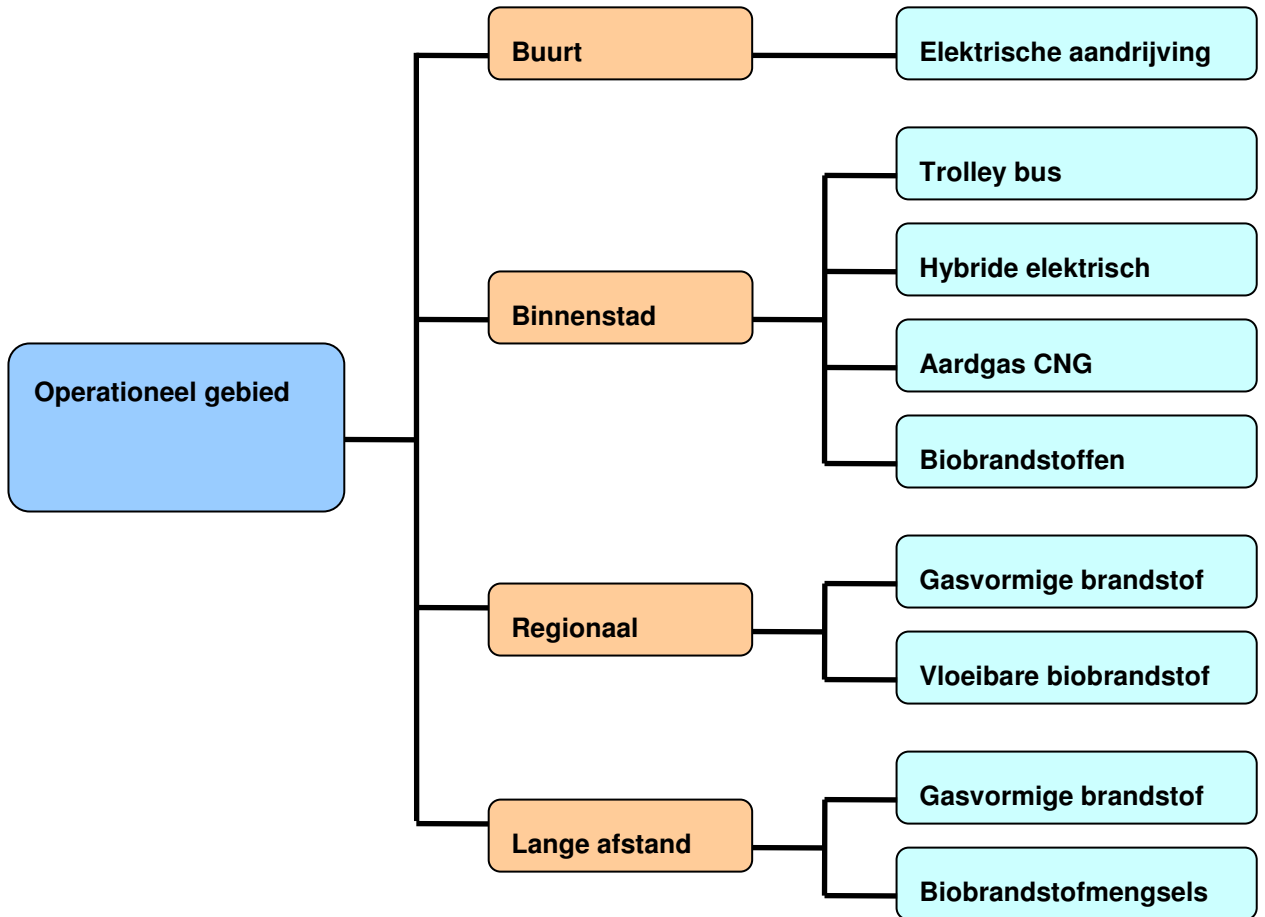 Operationeel gebied
Buurt
Elektrische aandrijving
Binnenstad
Trolley bus
Hybride elektrisch
Aardgas CNG
Biobrandstoffen
Regionaal
Gasvormige brandstof
Vloeibare biobrandstof
Lange afstand
Gasvormige brandstof
Biobrandstofmengsels